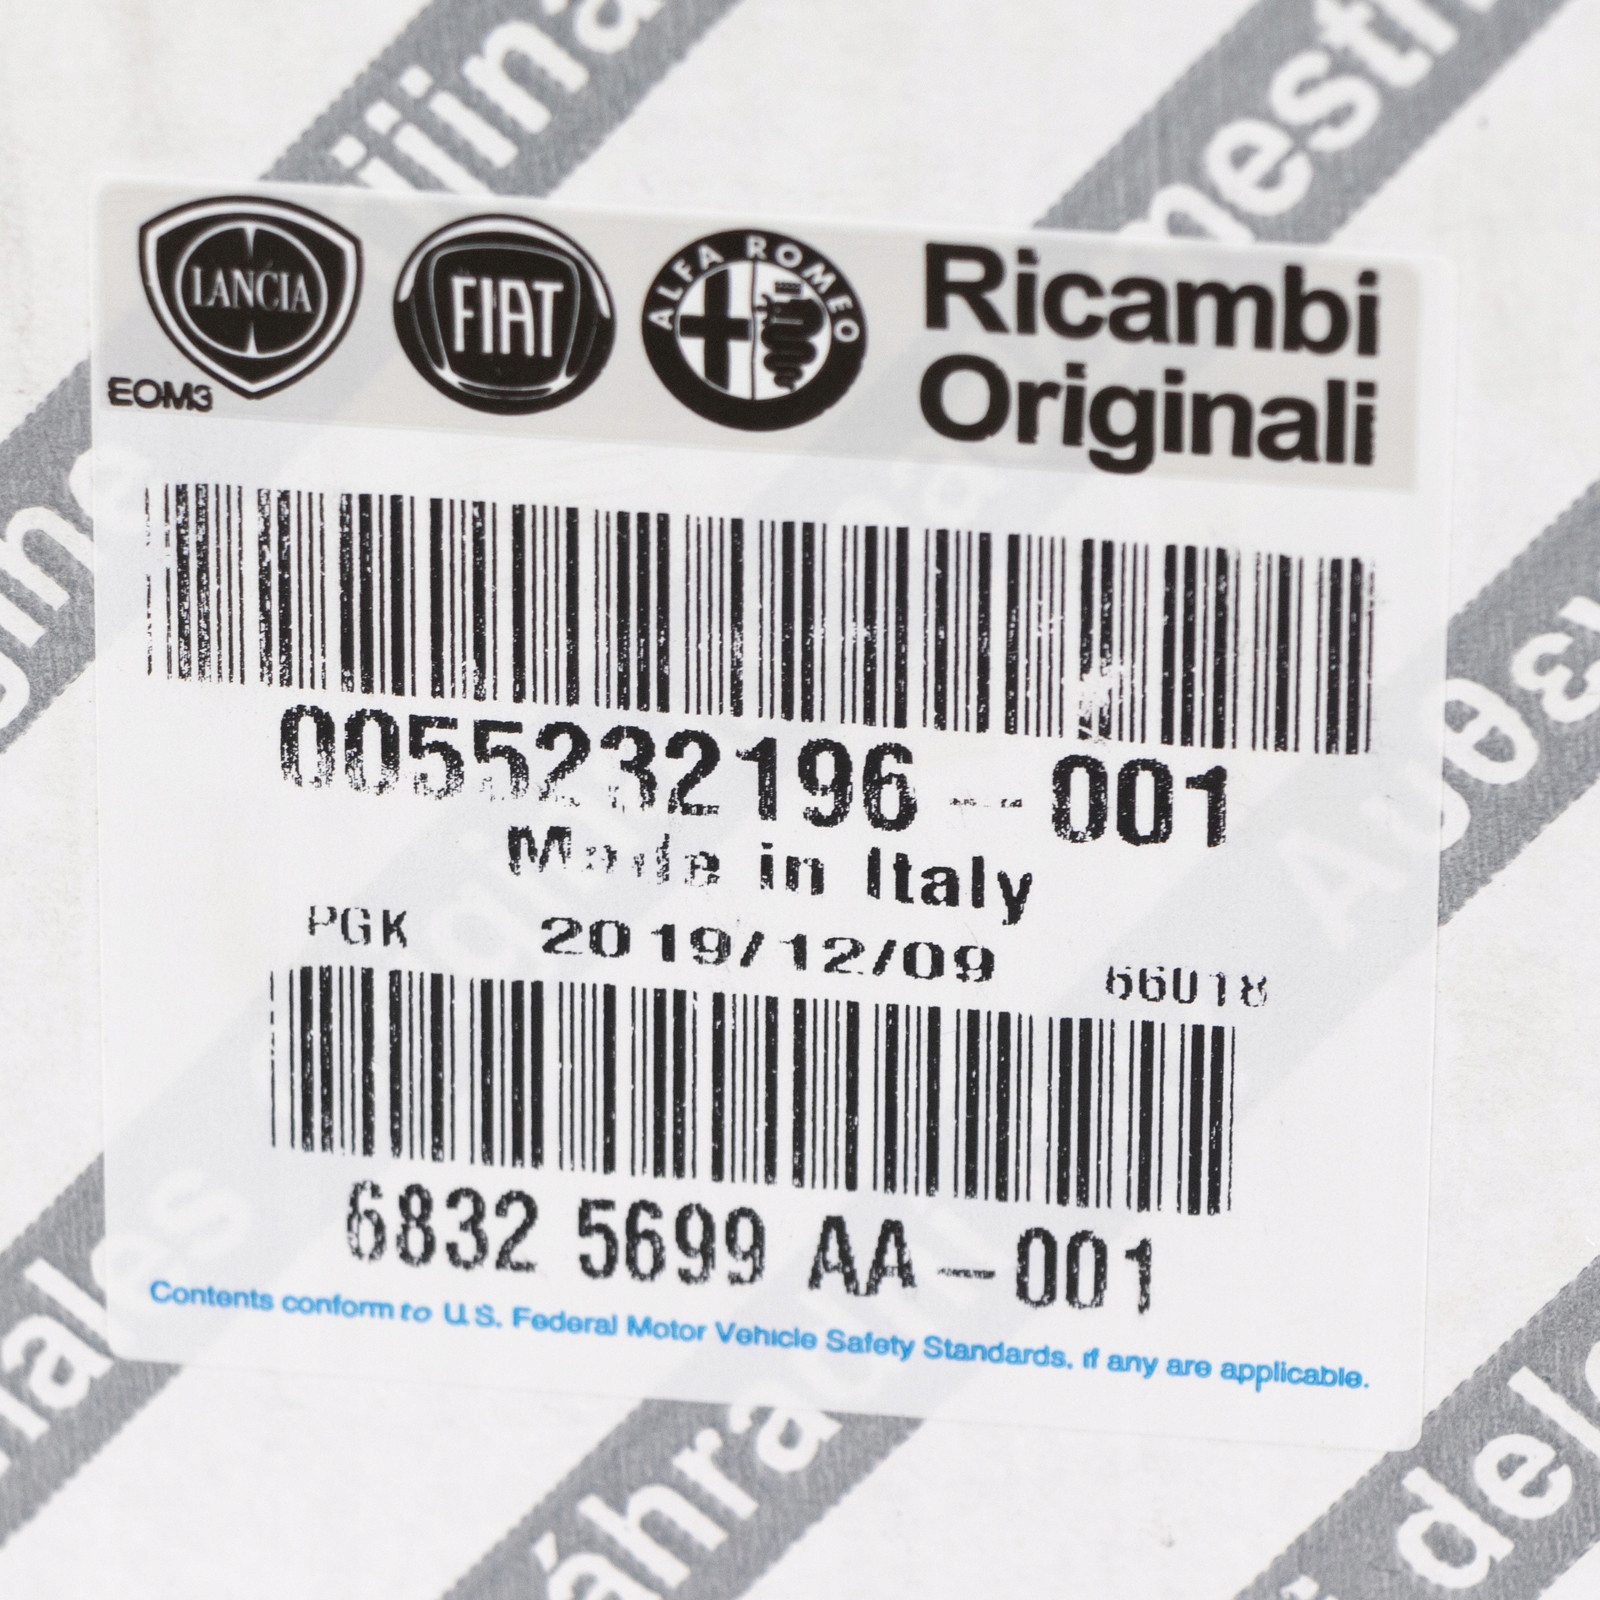 LANCIA
FIAT
ALFA ROMEO
Ricambi
Originali
EOM3
0055232196--001
Made in Italy
PGK 2019/12/09 66018
6832 5699 AA-001
Contents conform to U.S. Federal Motor Vehicle Safety Standards, if any are applicable.